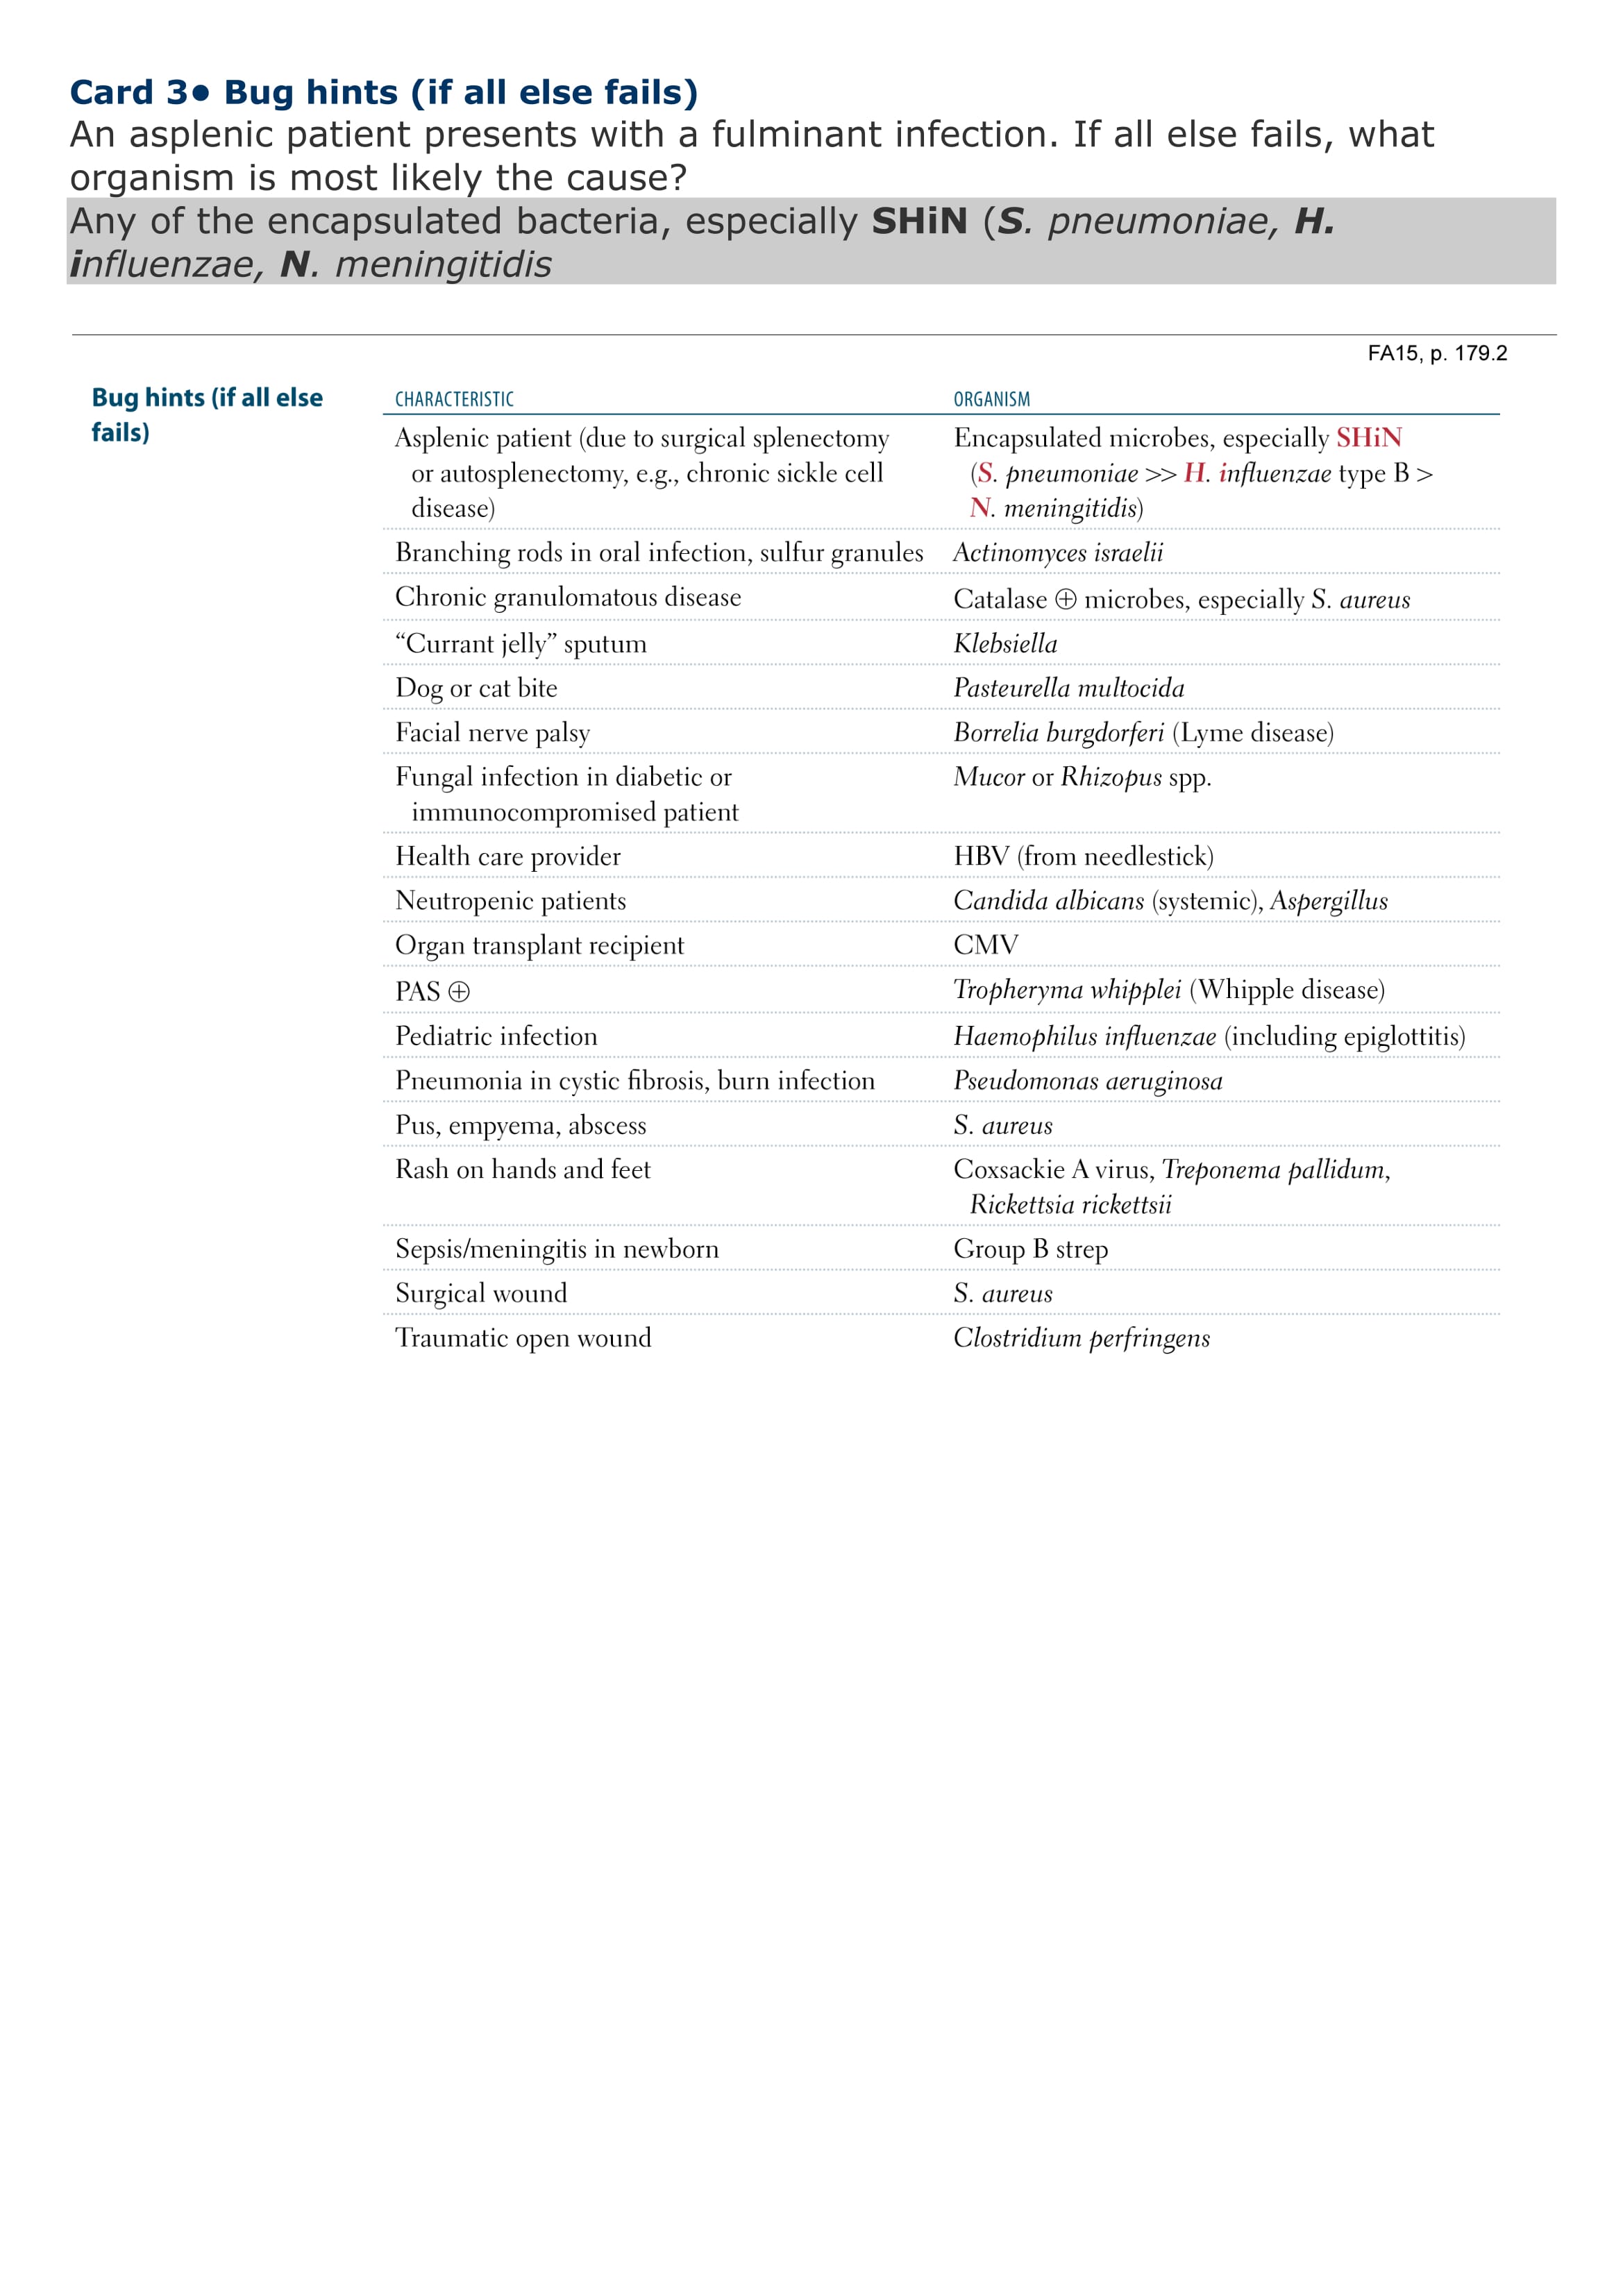 Card 3• Bug hints (if all else fails)
An asplenic patient presents with a fulminant infection. If all else fails, what
organism is most likely the cause?
Any of the encapsulated bacteria, especially SHiN (S. pneumoniae, H.
influenzae, N. meningitidis
FA15, p. 179.2
Bug hints (if all else
fails)
CHARACTERISTIC ORGANISM
Asplenic patient (due to surgical splenectomy
or autosplenectomy, e.g., chronic sickle cell
disease)
Encapsulated microbes, especially SHiN
(S. pneumoniae >> H. influenzae type B >
N. meningitidis)
Branching rods in oral infection, sulfur granules Actinomyces israelii
Chronic granulomatous disease Catalase ⊕ microbes, especially S. aureus
“Currant jelly” sputum Klebsiella
Dog or cat bite Pasteurella multocida
Facial nerve palsy Borrelia burgdorferi (Lyme disease)
Fungal infection in diabetic or
immunocompromised patient
Mucor or Rhizopus spp.
Health care provider HBV (from needlestick)
Neutropenic patients Candida albicans (systemic), Aspergillus
Organ transplant recipient CMV
PAS ⊕ Tropheryma whipplei (Whipple disease)
Pediatric infection Haemophilus influenzae (including epiglottitis)
Pneumonia in cystic fibrosis, burn infection Pseudomonas aeruginosa
Pus, empyema, abscess S. aureus
Rash on hands and feet Coxsackie A virus, Treponema pallidum,
Rickettsia rickettsii
Sepsis/meningitis in newborn Group B strep
Surgical wound S. aureus
Traumatic open wound Clostridium perfringens